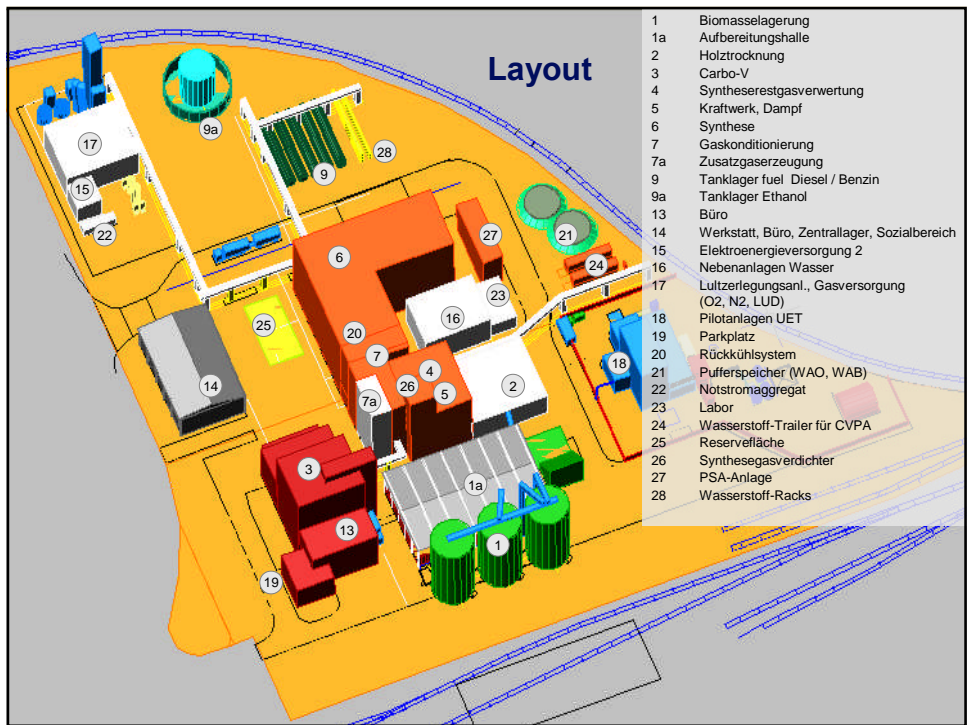 Layout
1 Biomasselagerung
1a Aufbereitungshalle
2 Holztrocknung
3 Carbo-V
4 Syntheserestgasverwertung
5 Kraftwerk, Dampf
6 Synthese
7 Gaskonditionierung
7a Zusatzgaserzeugung
9 Tanklager fuel Diesel / Benzin
9a Tanklager Ethanol
13 Büro
14 Werkstatt, Büro, Zentrallager, Sozialbereich
15 Elektroenergieversorgung 2
16 Nebenanlagen Wasser
17 Lultzerlegungsanl., Gasversorgung
(O2, N2, LUD)
18 Pilotanlagen UET
19 Parkplatz
20 Rückkühlsystem
21 Pufferspeicher (WAO, WAB)
22 Notstromaggregat
23 Labor
24 Wasserstoff-Trailer für CVPA
25 Reservefläche
26 Synthesegasverdichter
27 PSA-Anlage
28 Wasserstoff-Racks
9a
17
28
9
15
22
27
21
6
24
23
25
16
20
7
4
18
14
26
5
2
7a
3
1a
13
1
19